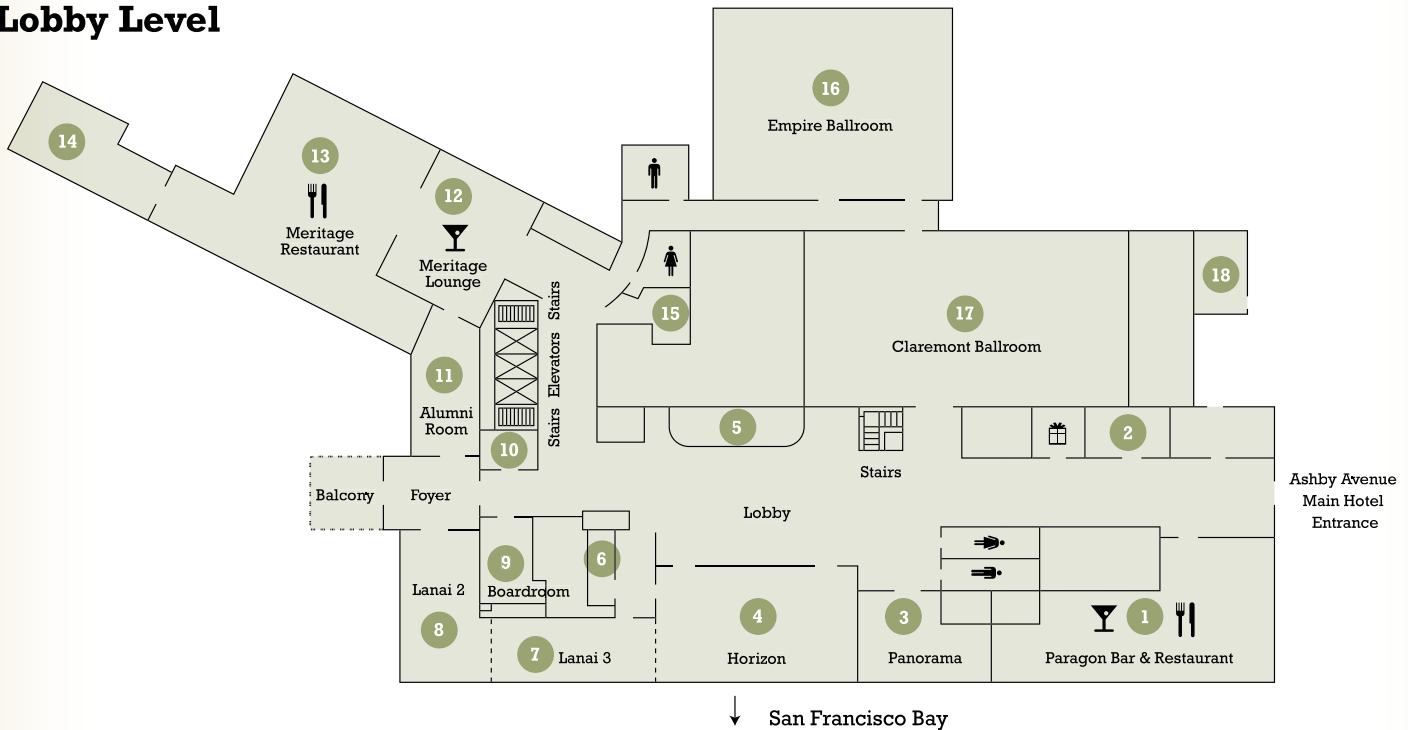 Lobby Level
16
Empire Ballroom
14
13
Meritage
Restaurant
12
Meritage
Lounge
18
15
17
Claremont Ballroom
Stairs
Elevators
Stairs
11
Alumni
Room
10
5
Stairs
2
Balcony
Foyer
Lobby
Ashby Avenue
Main Hotel
Entrance
9
Boardroom
6
Lanai 2
8
7
Lanai 3
4
Horizon
3
Panorama
1
Paragon Bar & Restaurant
San Francisco Bay